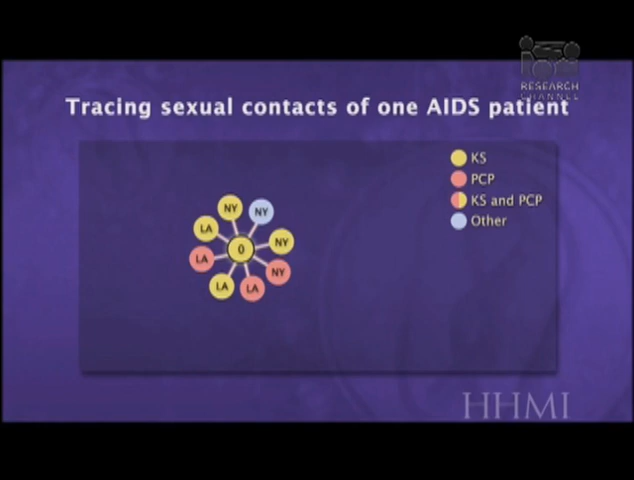 RESEARCH
CHANNEL
Tracing sexual contacts of one AIDS patient
KS
PCP
KS and PCP
Other
NY
NY
LA
0
NY
LA
NY
LA
LA
HHMI